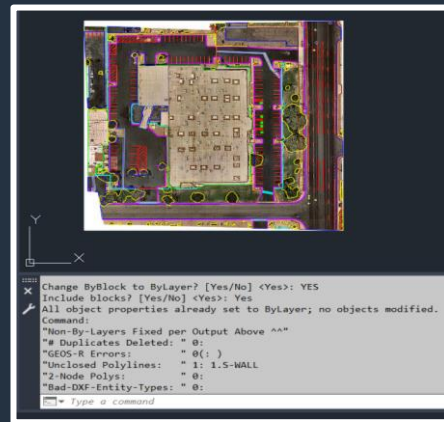 Y
X
Change ByBlock to ByLayer? [Yes/No] <Yes>: YES
Include blocks? [Yes/No] <Yes>: Yes
All object properties already set to ByLayer; no objects modified.
Command:
"Non-By-Layers Fixed per Output Above ^^"
"# Duplicates Deleted: " 0:
"GEOS-R Errors: " 0(: )
"Unclosed Polylines: " 1: 1.S-WALL
"2-Node Polys: " 0:
"Bad-DXF-Entity-Types: " 0:
Type a command